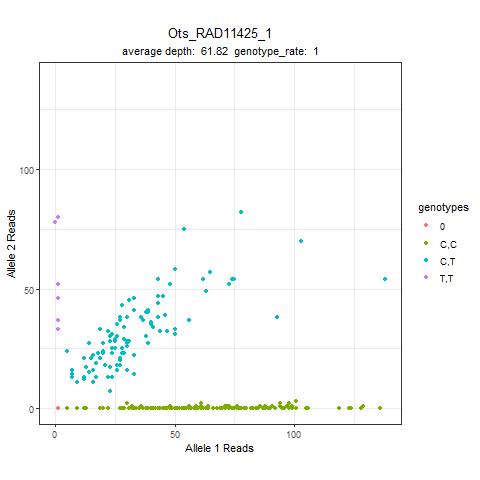 Ots_RAD11425_1
average depth: 61.82 genotype_rate: 1
Allele 2 Reads
100
50
0
0
50
100
Allele 1 Reads
genotypes
0
C,C
C,T
T,T